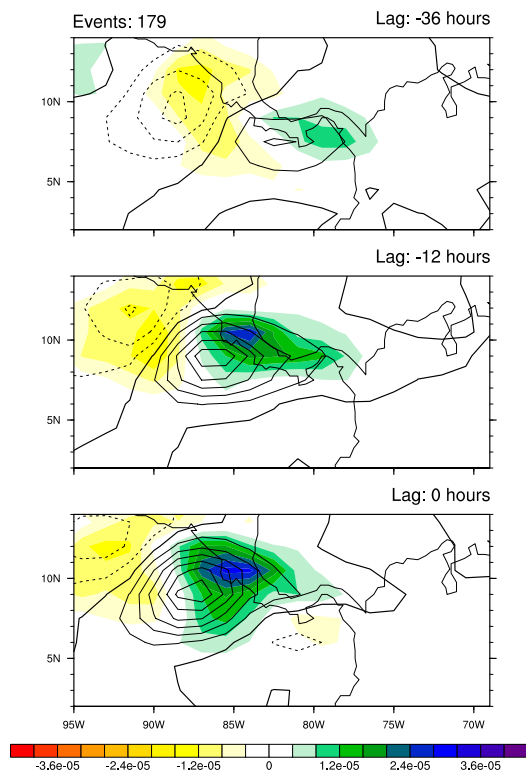 Events: 179 Lag: -36 hours
10N
5N
Lag: -12 hours
10N
5N
Lag: 0 hours
10N
5N
95W 90W 85W 80W 75W 70W
-3.6e-05 -2.4e-05 -1.2e-05 0 1.2e-05 2.4e-05 3.6e-05